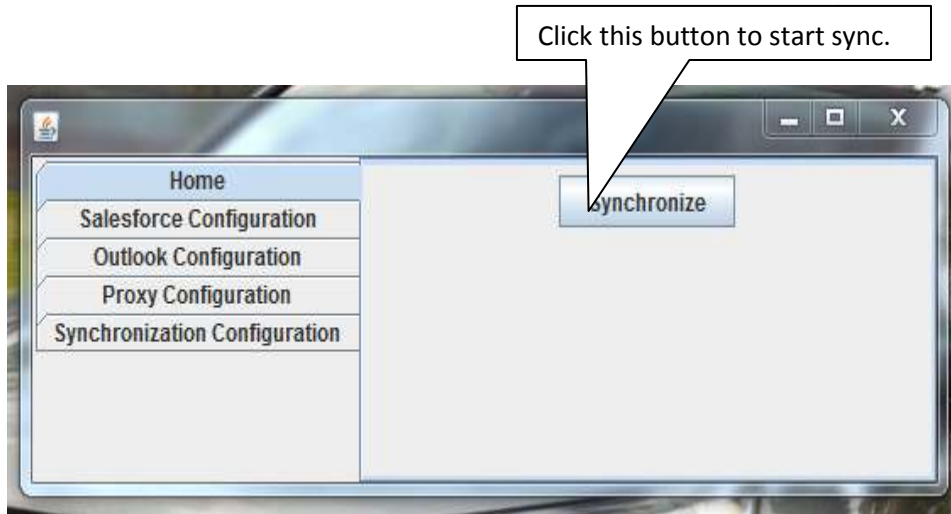 Click this button to start sync.
X
Home
Synchronize
Salesforce Configuration
Outlook Configuration
Proxy Configuration
Synchronization Configuration